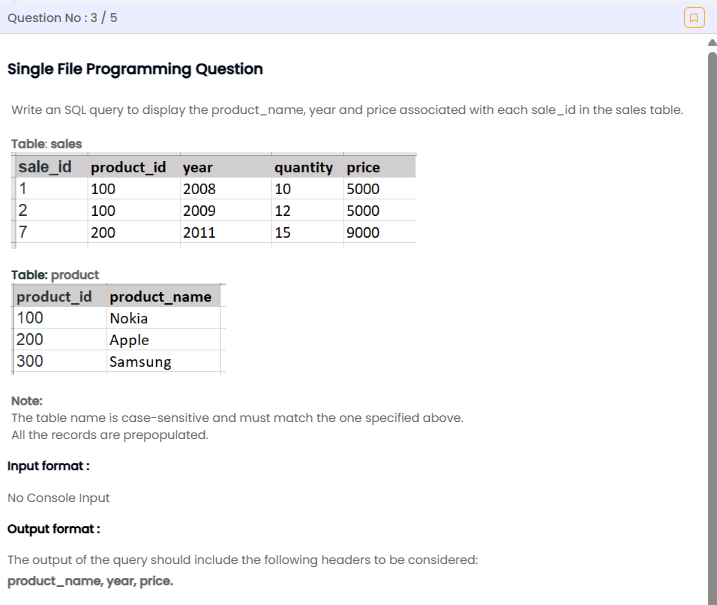 Question No : 3 / 5
Single File Programming Question
Write an SQL query to display the product_name, year and price associated with each sale_id in the sales table.
Table: sales
sale_id product_id year quantity price
1 100 2008 10 5000
2 100 2009 12 5000
7 200 2011 15 9000
Table: product
product_id product_name
100 Nokia
200 Apple
300 Samsung
Note:
The table name is case-sensitive and must match the one specified above.
All the records are prepopulated.
Input format :
No Console Input
Output format :
The output of the query should include the following headers to be considered:
product_name, year, price.